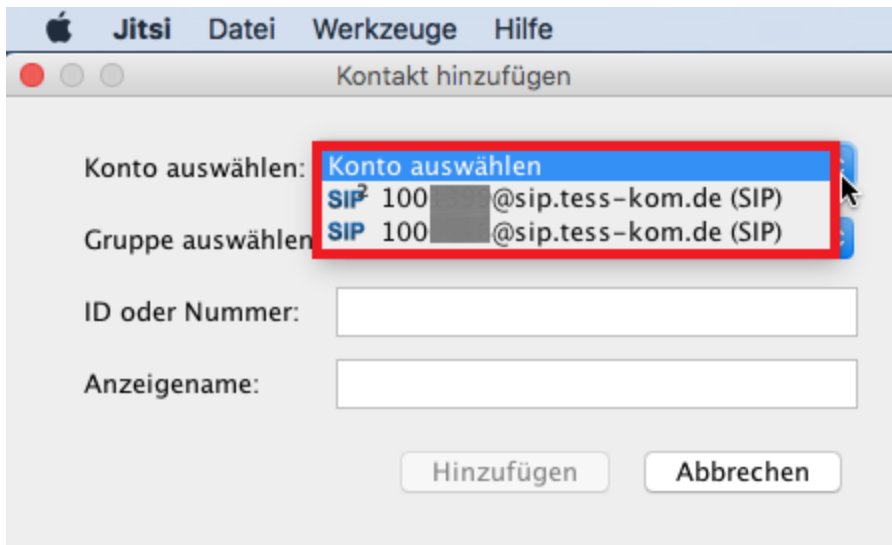 Jitsi Datei Werkzeuge Hilfe
Kontakt hinzufügen
Konto auswählen: Konto auswählen
SIP2 100 @sip.tess-kom.de (SIP)
Gruppe auswählen SIP 100 @sip.tess-kom.de (SIP)
ID oder Nummer:
Anzeigename:
Hinzufügen Abbrechen